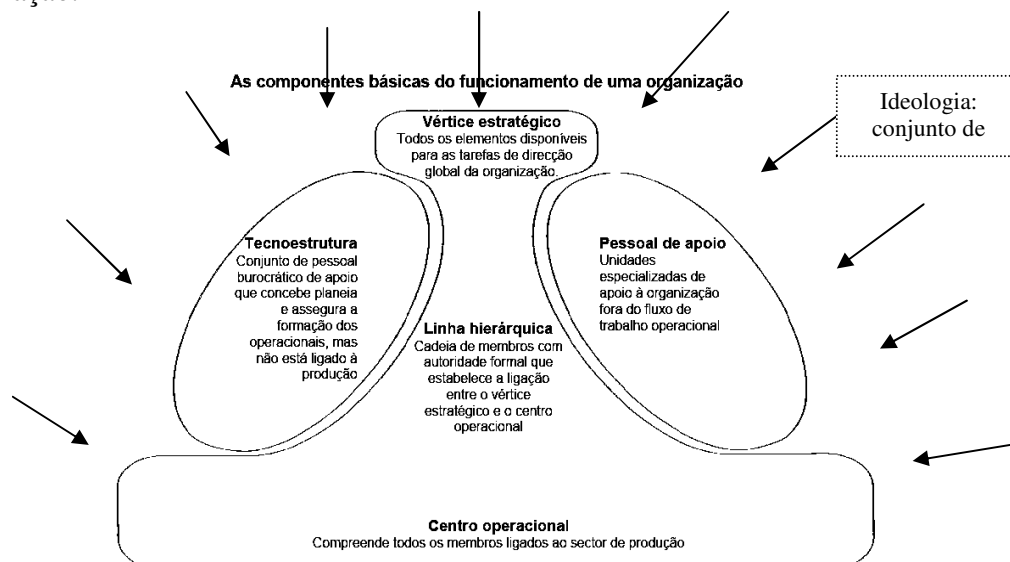 As componentes básicas do funcionamento de uma organização
Ideologia:
conjunto de
Vértice estratégico
Todos os elementos disponíveis
para as tarefas de direcção
global da organização.
Tecnoestrutura
Conjunto de pessoal
burocrático de apoio
que concebe planeia
e assegura a
formação dos
operacionais, mas
não está ligado à
produção
Pessoal de apoio
Unidades
especializadas de
apoio à organização
fora do fluxo de
trabalho operacional
Linha hierárquica
Cadeia de membros com
autoridade formal que
estabelece a ligação
entre o vértice
estratégico e o centro
operacional
Centro operacional
Compreende todos os membros ligados ao sector de produção